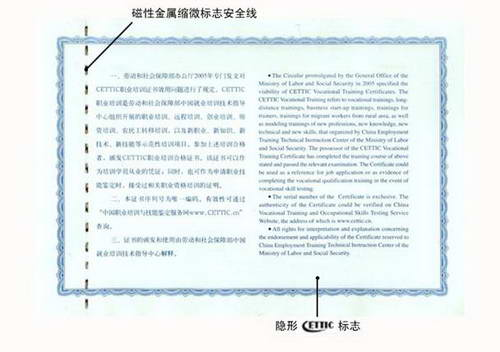 磁性金属缩微标志安全线
一、劳动和社会保障部办公厅2005年专门发文对
CETTIC职业培训证书效用问题进行了规定。CETTIC
职业培训是劳动和社会保障部中国就业培训技术指导
中心组织开展的职业培训、远程培训、创业培训、师
资培训、农民工转移培训，以及新职业、新知识、新
技术、新技能等示范性培训项目。参加上述培训合格
者，颁发CETTIC职业培训合格证书。该证书可以作
为培训学员从业的凭证；同时，也可作为申请职业技
能鉴定时，接受过相关职业资格培训的证明。
二、本证书序列号为唯一编码，有效性可通过
“中国职业培训与技能鉴定服务网www.CETTIC.cn”
查询。
三、证书的颁发和使用由劳动和社会保障部中国
就业培训技术指导中心解释。
● The Circular promulgated by the General Office of the
Ministry of Labor and Social Security in 2005 specified the
viability of CETTIC Vocational Training Certificates. The
CETTIC Vocational Training refers to vocational trainings, long-
distance trainings, business start-up trainings, trainings for
trainers, trainings for migrant workers from rural area, as well
as modeling trainings of new professions, new knowledge, new
technical and new skills, that organized by China Employment
Training Technical Instruction Center of the Ministry of Labor
and Social Security. The possessor of the CETTIC Vocational
Training Certificate has completed the training course of above
stated and passed the relevant examination. The Certificate could
be used as a reference for job application or as evidence of
completing the vocational qualification training in the event of
vocational skill testing.
● The serial number of the Certificate is exclusive. The
authenticity of the Certificate could be verified on China
Vocational Training and Occupational Skills Testing Service
Website, the address of which is www.cettic.cn.
● All rights for interpretation and explanation concerning
the endorsement and applicability of the Certificate reserved to
China Employment Training Technical Instruction Center of the
Ministry of Labor and Social Security.
隐形 CETTIC 标志